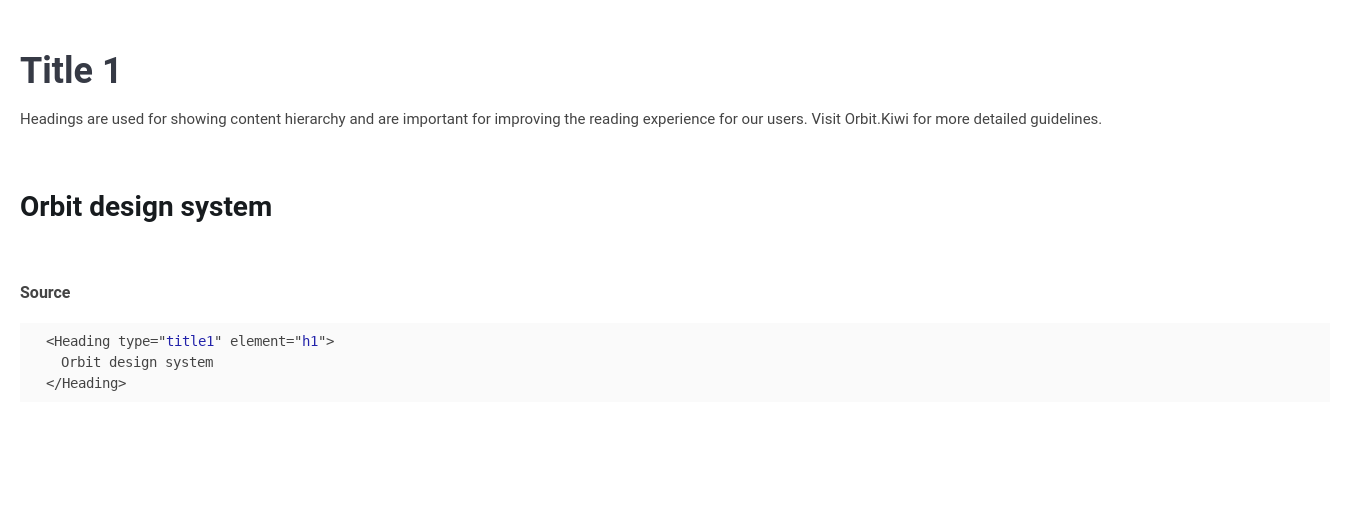 Title 1
Headings are used for showing content hierarchy and are important for improving the reading experience for our users. Visit Orbit.Kiwi for more detailed guidelines.
Orbit design system
Source
<Heading type="title1" element="h1">
  Orbit design system
</Heading>